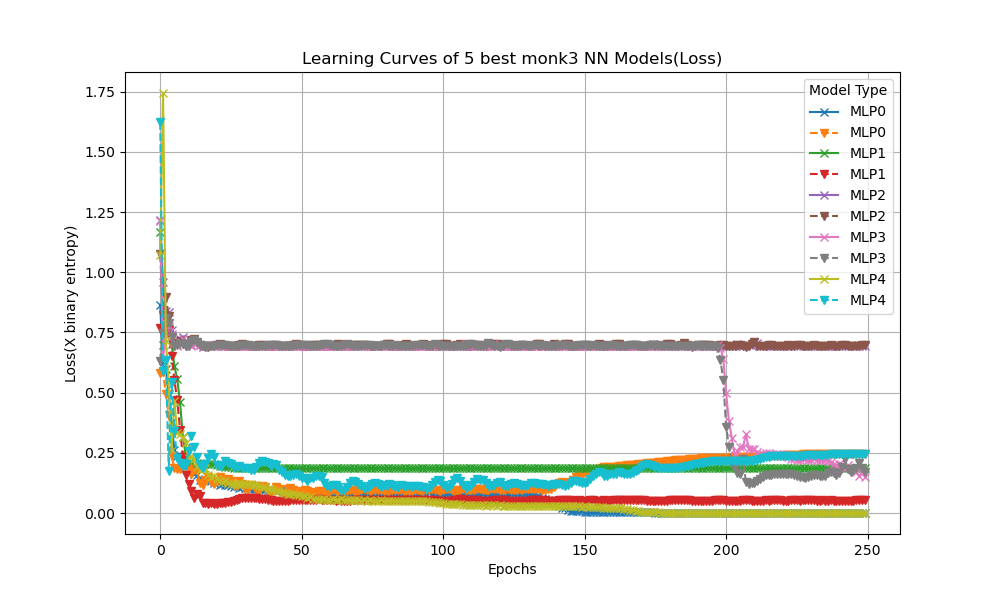 Learning Curves of 5 best monk3 NN Models(Loss)
Loss(X binary entropy)
1.75
1.50
1.25
1.00
0.75
0.50
0.25
0.00
0
50
100
150
200
250
Epochs
Model Type
MLP0
MLP0
MLP1
MLP1
MLP2
MLP2
MLP3
MLP3
MLP4
MLP4